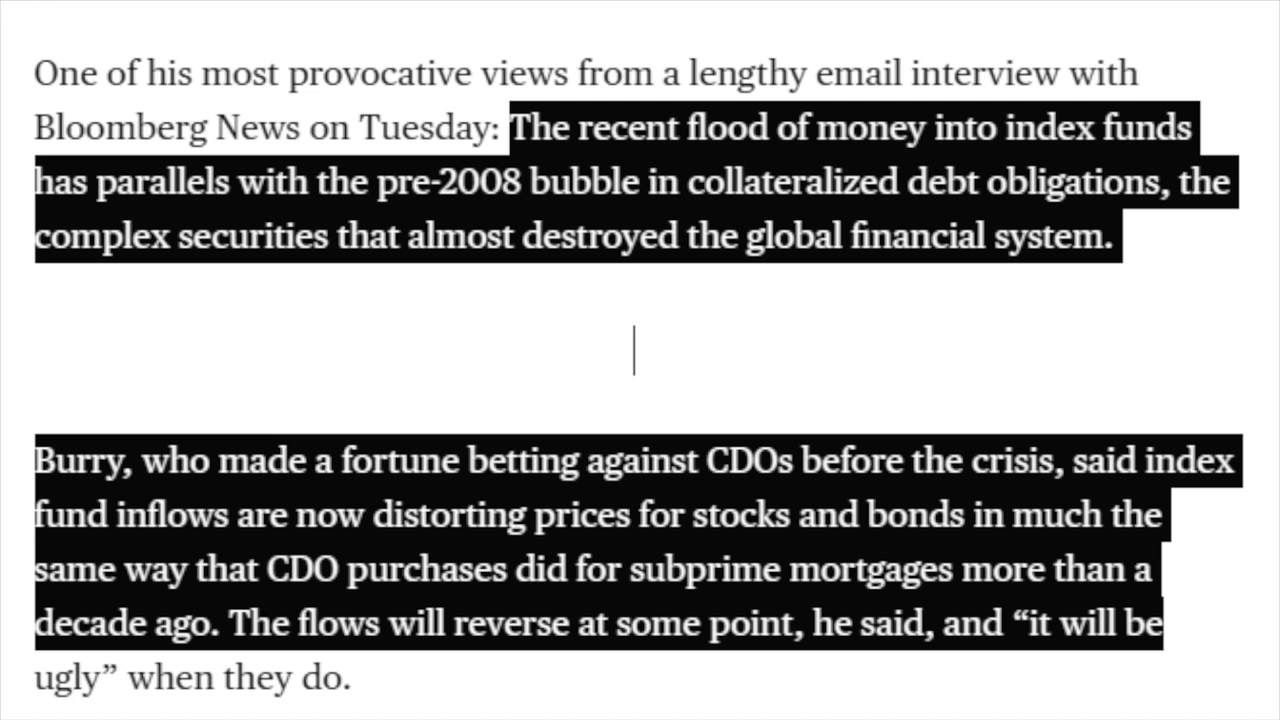 One of his most provocative views from a lengthy email interview with
Bloomberg News on Tuesday: The recent flood of money into index funds
has parallels with the pre-2008 bubble in collateralized debt obligations, the
complex securities that almost destroyed the global financial system.
Burry, who made a fortune betting against CDOs before the crisis, said index
fund inflows are now distorting prices for stocks and bonds in much the
same way that CDO purchases did for subprime mortgages more than a
decade ago. The flows will reverse at some point, he said, and “it will be
ugly” when they do.